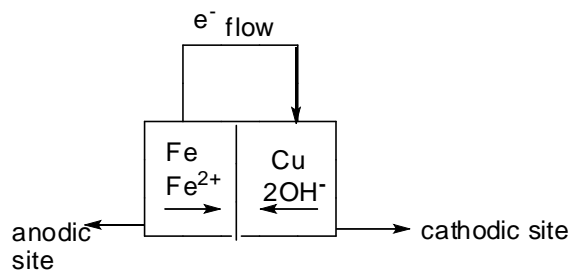 e⁻ flow
Fe
Fe²⁺
Cu
2OH⁻
anodic
site
cathodic site